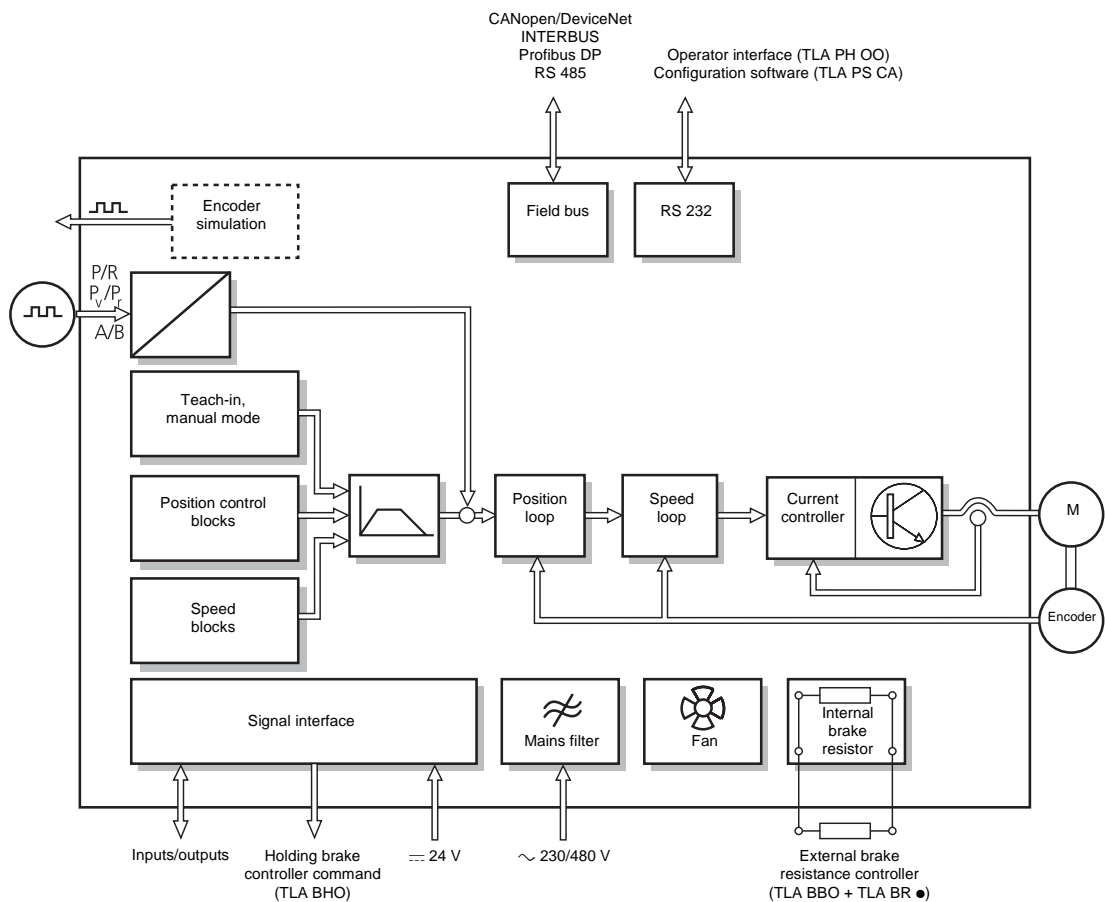 CANopen/DeviceNet
INTERBUS
Profibus DP
RS 485
Operator interface (TLA PH OO)
Configuration software (TLA PS CA)
Encoder
simulation
Field bus
RS 232
P/R
Pv/Pr
A/B
Teach-in,
manual mode
Position control
blocks
Speed
blocks
Position
loop
Speed
loop
Current
controller
M
Encoder
Signal interface
Mains filter
Fan
Internal
brake
resistor
Inputs/outputs
Holding brake
controller command
(TLA BHO)
⎓ 24 V
~ 230/480 V
External brake
resistance controller
(TLA BBO + TLA BR ●)